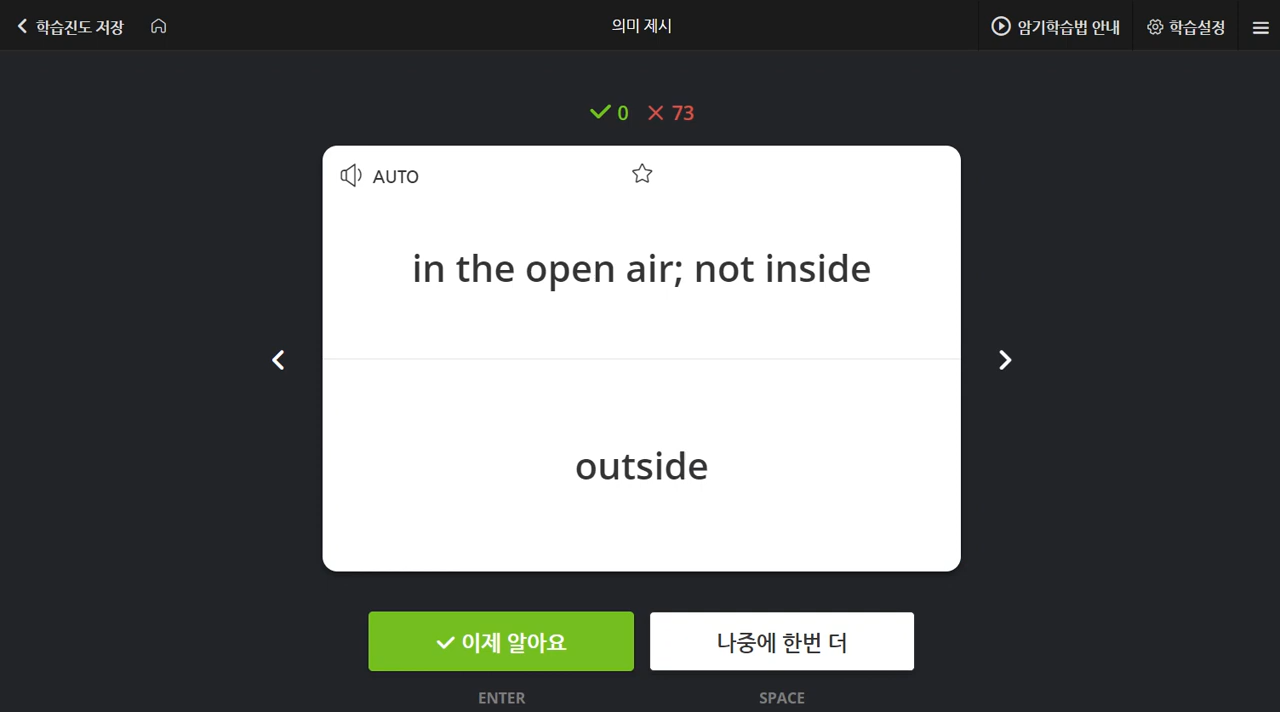 학습진도 저장
의미 제시
암기학습법 안내
학습설정
0 73
AUTO
in the open air; not inside
outside
이제 알아요
나중에 한번 더
ENTER
SPACE